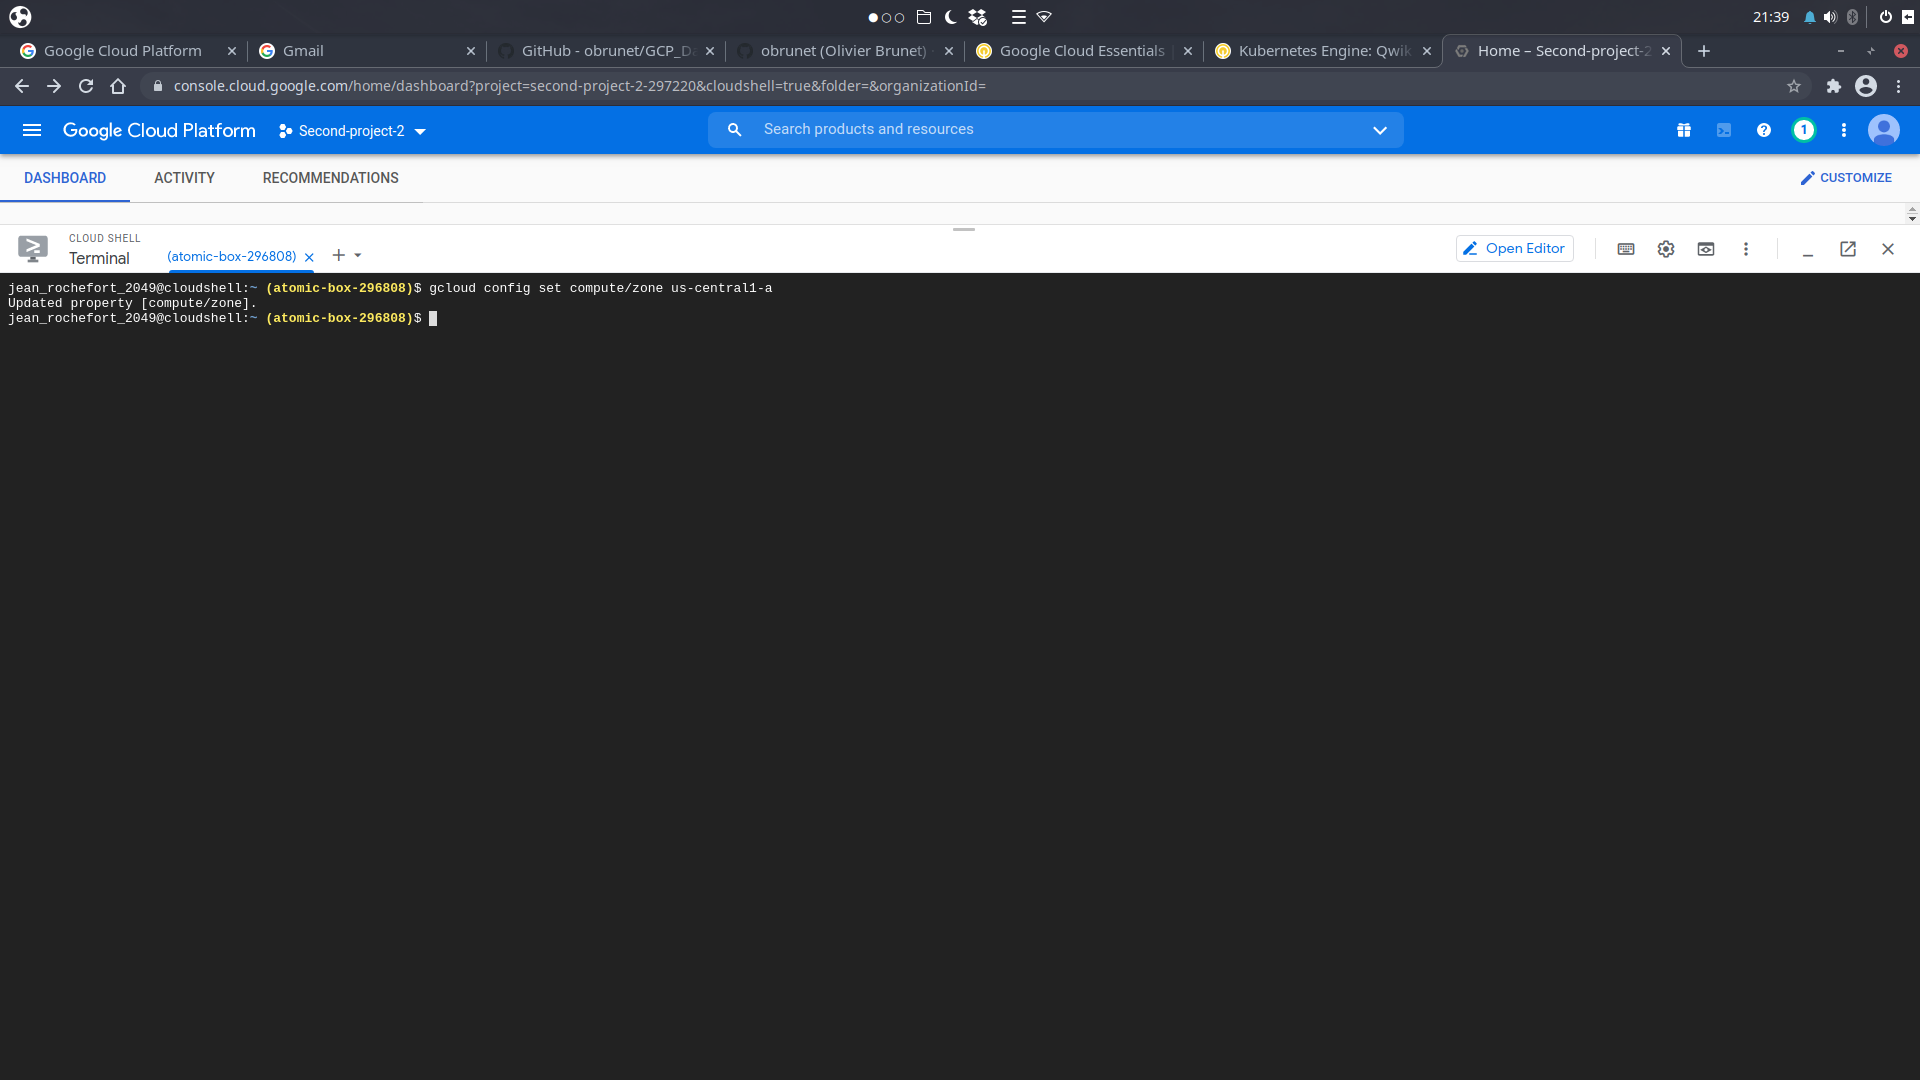 21:39
Google Cloud Platform
Gmail
GitHub - obrunet/GCP_Da
obrunet (Olivier Brunet)
Google Cloud Essentials
Kubernetes Engine: Qwik
Home – Second-project-2
console.cloud.google.com/home/dashboard?project=second-project-2-297220&cloudshell=true&folder=&organizationId=
Google Cloud Platform
Second-project-2
Search products and resources
1
DASHBOARD
ACTIVITY
RECOMMENDATIONS
CUSTOMIZE
CLOUD SHELL
Terminal
(atomic-box-296808)
Open Editor
jean_rochefort_2049@cloudshell:~ (atomic-box-296808)$ gcloud config set compute/zone us-central1-a
Updated property [compute/zone].
jean_rochefort_2049@cloudshell:~ (atomic-box-296808)$